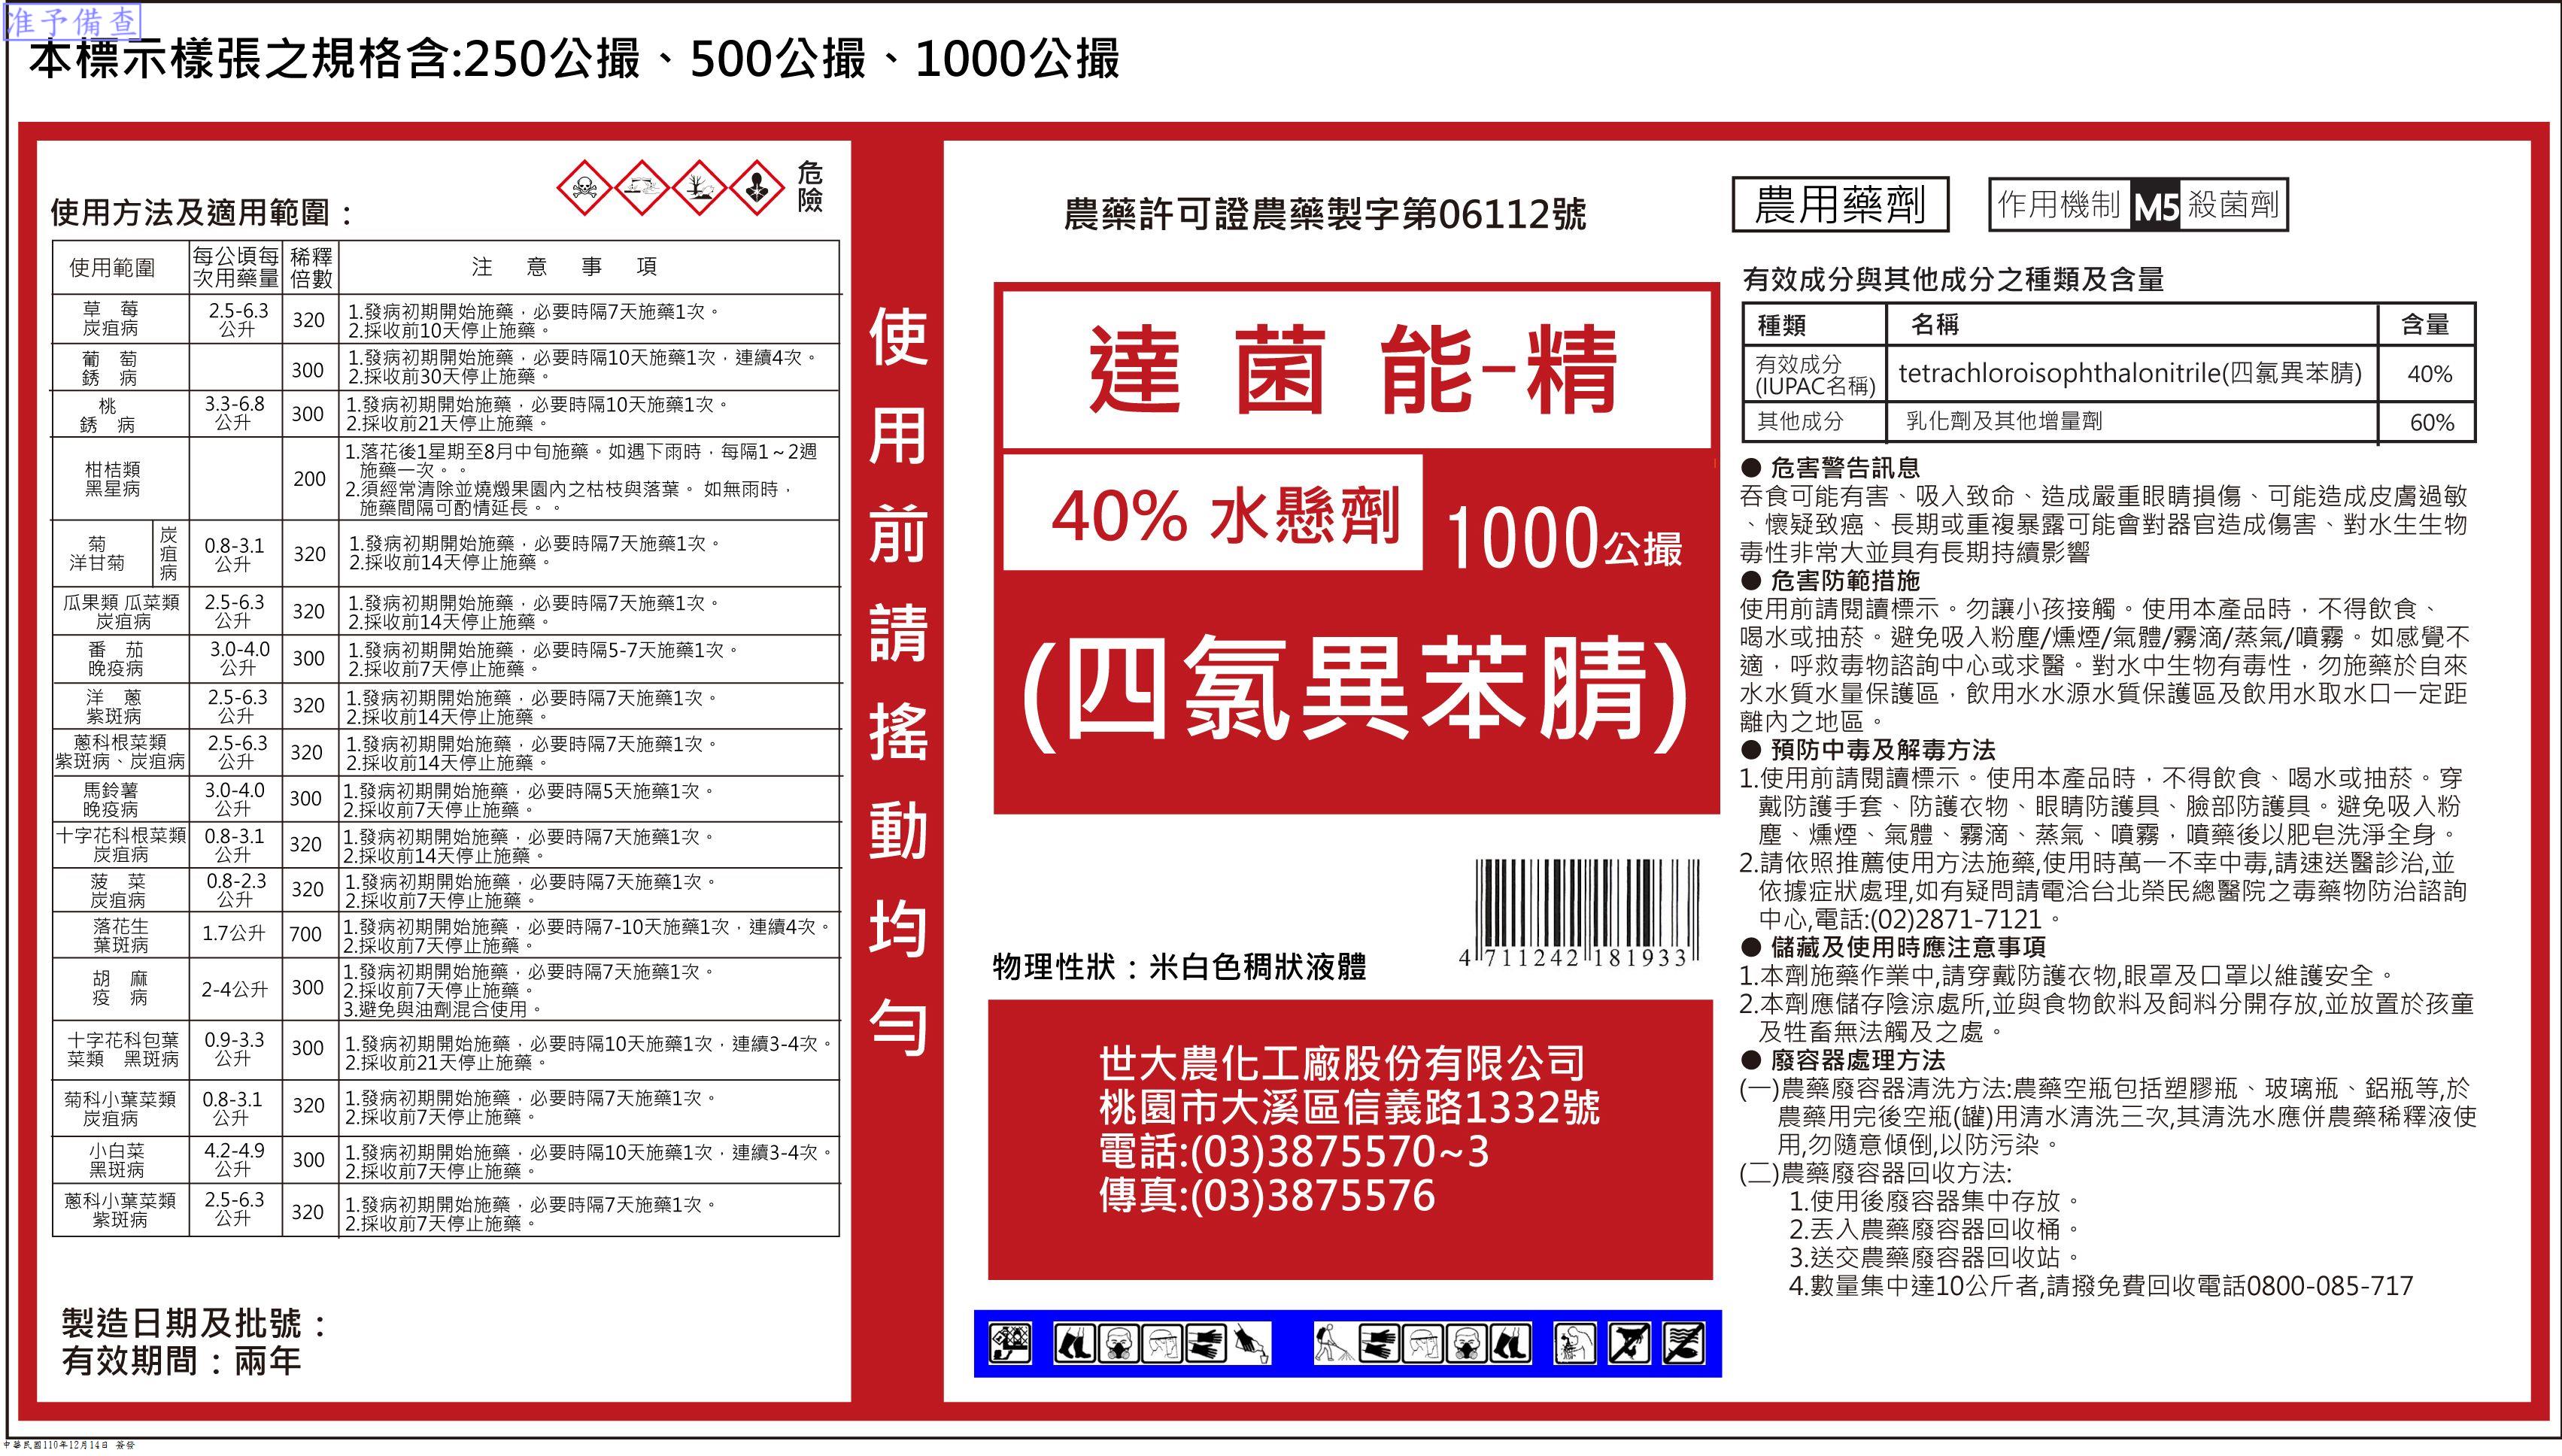 准予備查
本標示樣張之規格含:250公撮、500公撮、1000公撮
危險
使用方法及適用範圍：
使用範圍 每公頃每次用藥量 稀釋倍數 注意事項
草莓 炭疽病 2.5-6.3公升 320 1.發病初期開始施藥，必要時隔7天施藥1次。
2.採收前10天停止施藥。
葡萄 銹病 300 1.發病初期開始施藥，必要時隔10天施藥1次，連續4次。
2.採收前30天停止施藥。
桃 銹病 3.3-6.8公升 300 1.發病初期開始施藥，必要時隔10天施藥1次。
2.採收前21天停止施藥。
柑桔類 黑星病 200 1.落花後1星期至8月中旬施藥。如遇下雨時，每隔1～2週
施藥一次。。
2.須經常清除並燒燬果園內之枯枝與落葉。如無雨時，
施藥間隔可酌情延長。。
菊 洋甘菊 炭疽病 0.8-3.1公升 320 1.發病初期開始施藥，必要時隔7天施藥1次。
2.採收前14天停止施藥。
瓜果類 瓜菜類 炭疽病 2.5-6.3公升 320 1.發病初期開始施藥，必要時隔7天施藥1次。
2.採收前14天停止施藥。
番茄 晚疫病 3.0-4.0公升 300 1.發病初期開始施藥，必要時隔5-7天施藥1次。
2.採收前7天停止施藥。
洋蔥 紫斑病 2.5-6.3公升 320 1.發病初期開始施藥，必要時隔7天施藥1次。
2.採收前14天停止施藥。
蔥科根菜類 紫斑病、炭疽病 2.5-6.3公升 320 1.發病初期開始施藥，必要時隔7天施藥1次。
2.採收前14天停止施藥。
馬鈴薯 晚疫病 3.0-4.0公升 300 1.發病初期開始施藥，必要時隔5天施藥1次。
2.採收前7天停止施藥。
十字花科根菜類 炭疽病 0.8-3.1公升 320 1.發病初期開始施藥，必要時隔7天施藥1次。
2.採收前14天停止施藥。
菠菜 炭疽病 0.8-2.3公升 320 1.發病初期開始施藥，必要時隔7天施藥1次。
2.採收前7天停止施藥。
落花生 葉斑病 1.7公升 700 1.發病初期開始施藥，必要時隔7-10天施藥1次，連續4次。
2.採收前7天停止施藥。
胡麻 疫病 2-4公升 300 1.發病初期開始施藥，必要時隔7天施藥1次。
2.採收前7天停止施藥。
3.避免與油劑混合使用。
十字花科包葉菜類 黑斑病 0.9-3.3公升 300 1.發病初期開始施藥，必要時隔10天施藥1次，連續3-4次。
2.採收前21天停止施藥。
菊科小葉菜類 炭疽病 0.8-3.1公升 320 1.發病初期開始施藥，必要時隔7天施藥1次。
2.採收前7天停止施藥。
小白菜 黑斑病 4.2-4.9公升 300 1.發病初期開始施藥，必要時隔10天施藥1次，連續3-4次。
2.採收前7天停止施藥。
蔥科小葉菜類 紫斑病 2.5-6.3公升 320 1.發病初期開始施藥，必要時隔7天施藥1次。
2.採收前7天停止施藥。
製造日期及批號：
有效期間：兩年
使用前請搖動均勻
農藥許可證農藥製字第06112號
達菌能-精
40% 水懸劑
1000公撮
(四氯異苯腈)
4 711242 181933
物理性狀：米白色稠狀液體
世大農化工廠股份有限公司
桃園市大溪區信義路1332號
電話:(03)3875570~3
傳真:(03)3875576
農用藥劑
作用機制 M5 殺菌劑
有效成分與其他成分之種類及含量
種類 名稱 含量
有效成分(IUPAC名稱) tetrachloroisophthalonitrile(四氯異苯腈) 40%
其他成分 乳化劑及其他增量劑 60%
● 危害警告訊息
吞食可能有害、吸入致命、造成嚴重眼睛損傷、可能造成皮膚過敏
、懷疑致癌、長期或重複暴露可能會對器官造成傷害、對水生生物
毒性非常大並具有長期持續影響
● 危害防範措施
使用前請閱讀標示。勿讓小孩接觸。使用本產品時，不得飲食、
喝水或抽菸。避免吸入粉塵/燻煙/氣體/霧滴/蒸氣/噴霧。如感覺不
適，呼救毒物諮詢中心或求醫。對水中生物有毒性，勿施藥於自來
水水質水量保護區，飲用水水源水質保護區及飲用水取水口一定距
離內之地區。
● 預防中毒及解毒方法
1.使用前請閱讀標示。使用本產品時，不得飲食、喝水或抽菸。穿
戴防護手套、防護衣物、眼睛防護具、臉部防護具。避免吸入粉
塵、燻煙、氣體、霧滴、蒸氣、噴霧，噴藥後以肥皂洗淨全身。
2.請依照推薦使用方法施藥,使用時萬一不幸中毒,請速送醫診治,並
依據症狀處理,如有疑問請電洽台北榮民總醫院之毒藥物防治諮詢
中心,電話:(02)2871-7121。
● 儲藏及使用時應注意事項
1.本劑施藥作業中,請穿戴防護衣物,眼罩及口罩以維護安全。
2.本劑應儲存陰涼處所,並與食物飲料及飼料分開存放,並放置於孩童
及牲畜無法觸及之處。
● 廢容器處理方法
(一)農藥廢容器清洗方法:農藥空瓶包括塑膠瓶、玻璃瓶、鋁瓶等,於
農藥用完後空瓶(罐)用清水清洗三次,其清洗水應併農藥稀釋液使
用,勿隨意傾倒,以防污染。
(二)農藥廢容器回收方法:
1.使用後廢容器集中存放。
2.丟入農藥廢容器回收桶。
3.送交農藥廢容器回收站。
4.數量集中達10公斤者,請撥免費回收電話0800-085-717
中華民國110年12月14日 簽發